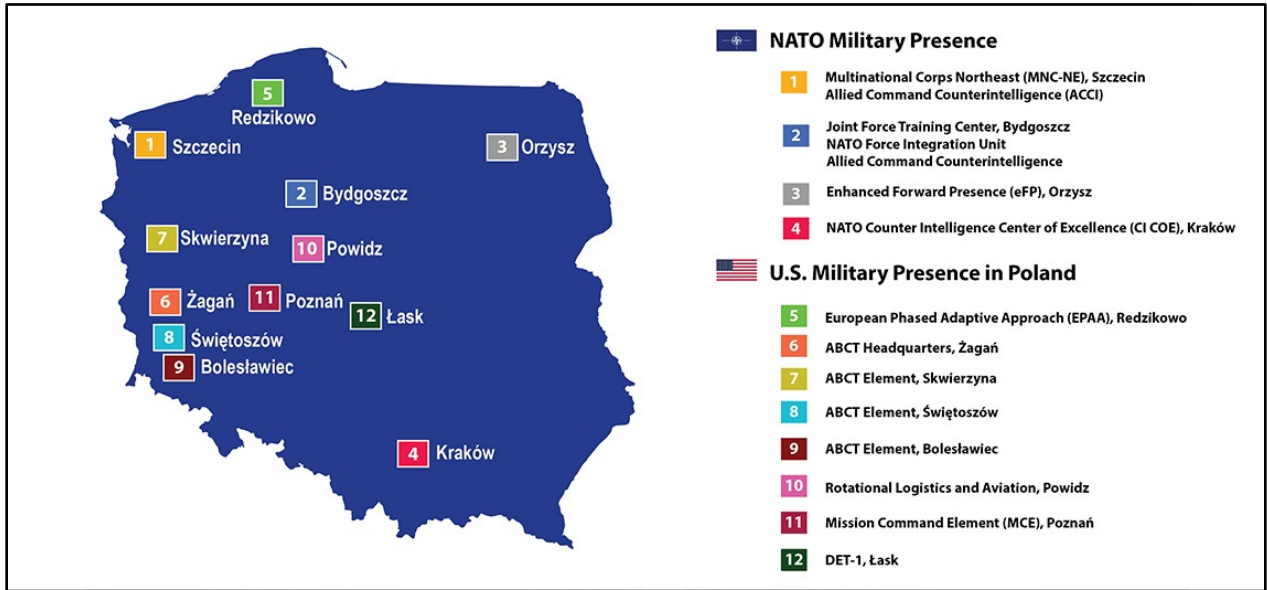 5
Redzikowo
1 Szczecin
3 Orzysz
2 Bydgoszcz
7 Skwierzyna
10 Powidz
6 Żagań
11 Poznań
12 Łask
8 Świętoszów
9 Bolesławiec
4 Kraków
NATO Military Presence
1 Multinational Corps Northeast (MNC-NE), Szczecin
Allied Command Counterintelligence (ACCI)
2 Joint Force Training Center, Bydgoszcz
NATO Force Integration Unit
Allied Command Counterintelligence
3 Enhanced Forward Presence (eFP), Orzysz
4 NATO Counter Intelligence Center of Excellence (CI COE), Kraków
U.S. Military Presence in Poland
5 European Phased Adaptive Approach (EPAA), Redzikowo
6 ABCT Headquarters, Żagań
7 ABCT Element, Skwierzyna
8 ABCT Element, Świętoszów
9 ABCT Element, Bolesławiec
10 Rotational Logistics and Aviation, Powidz
11 Mission Command Element (MCE), Poznań
12 DET-1, Łask